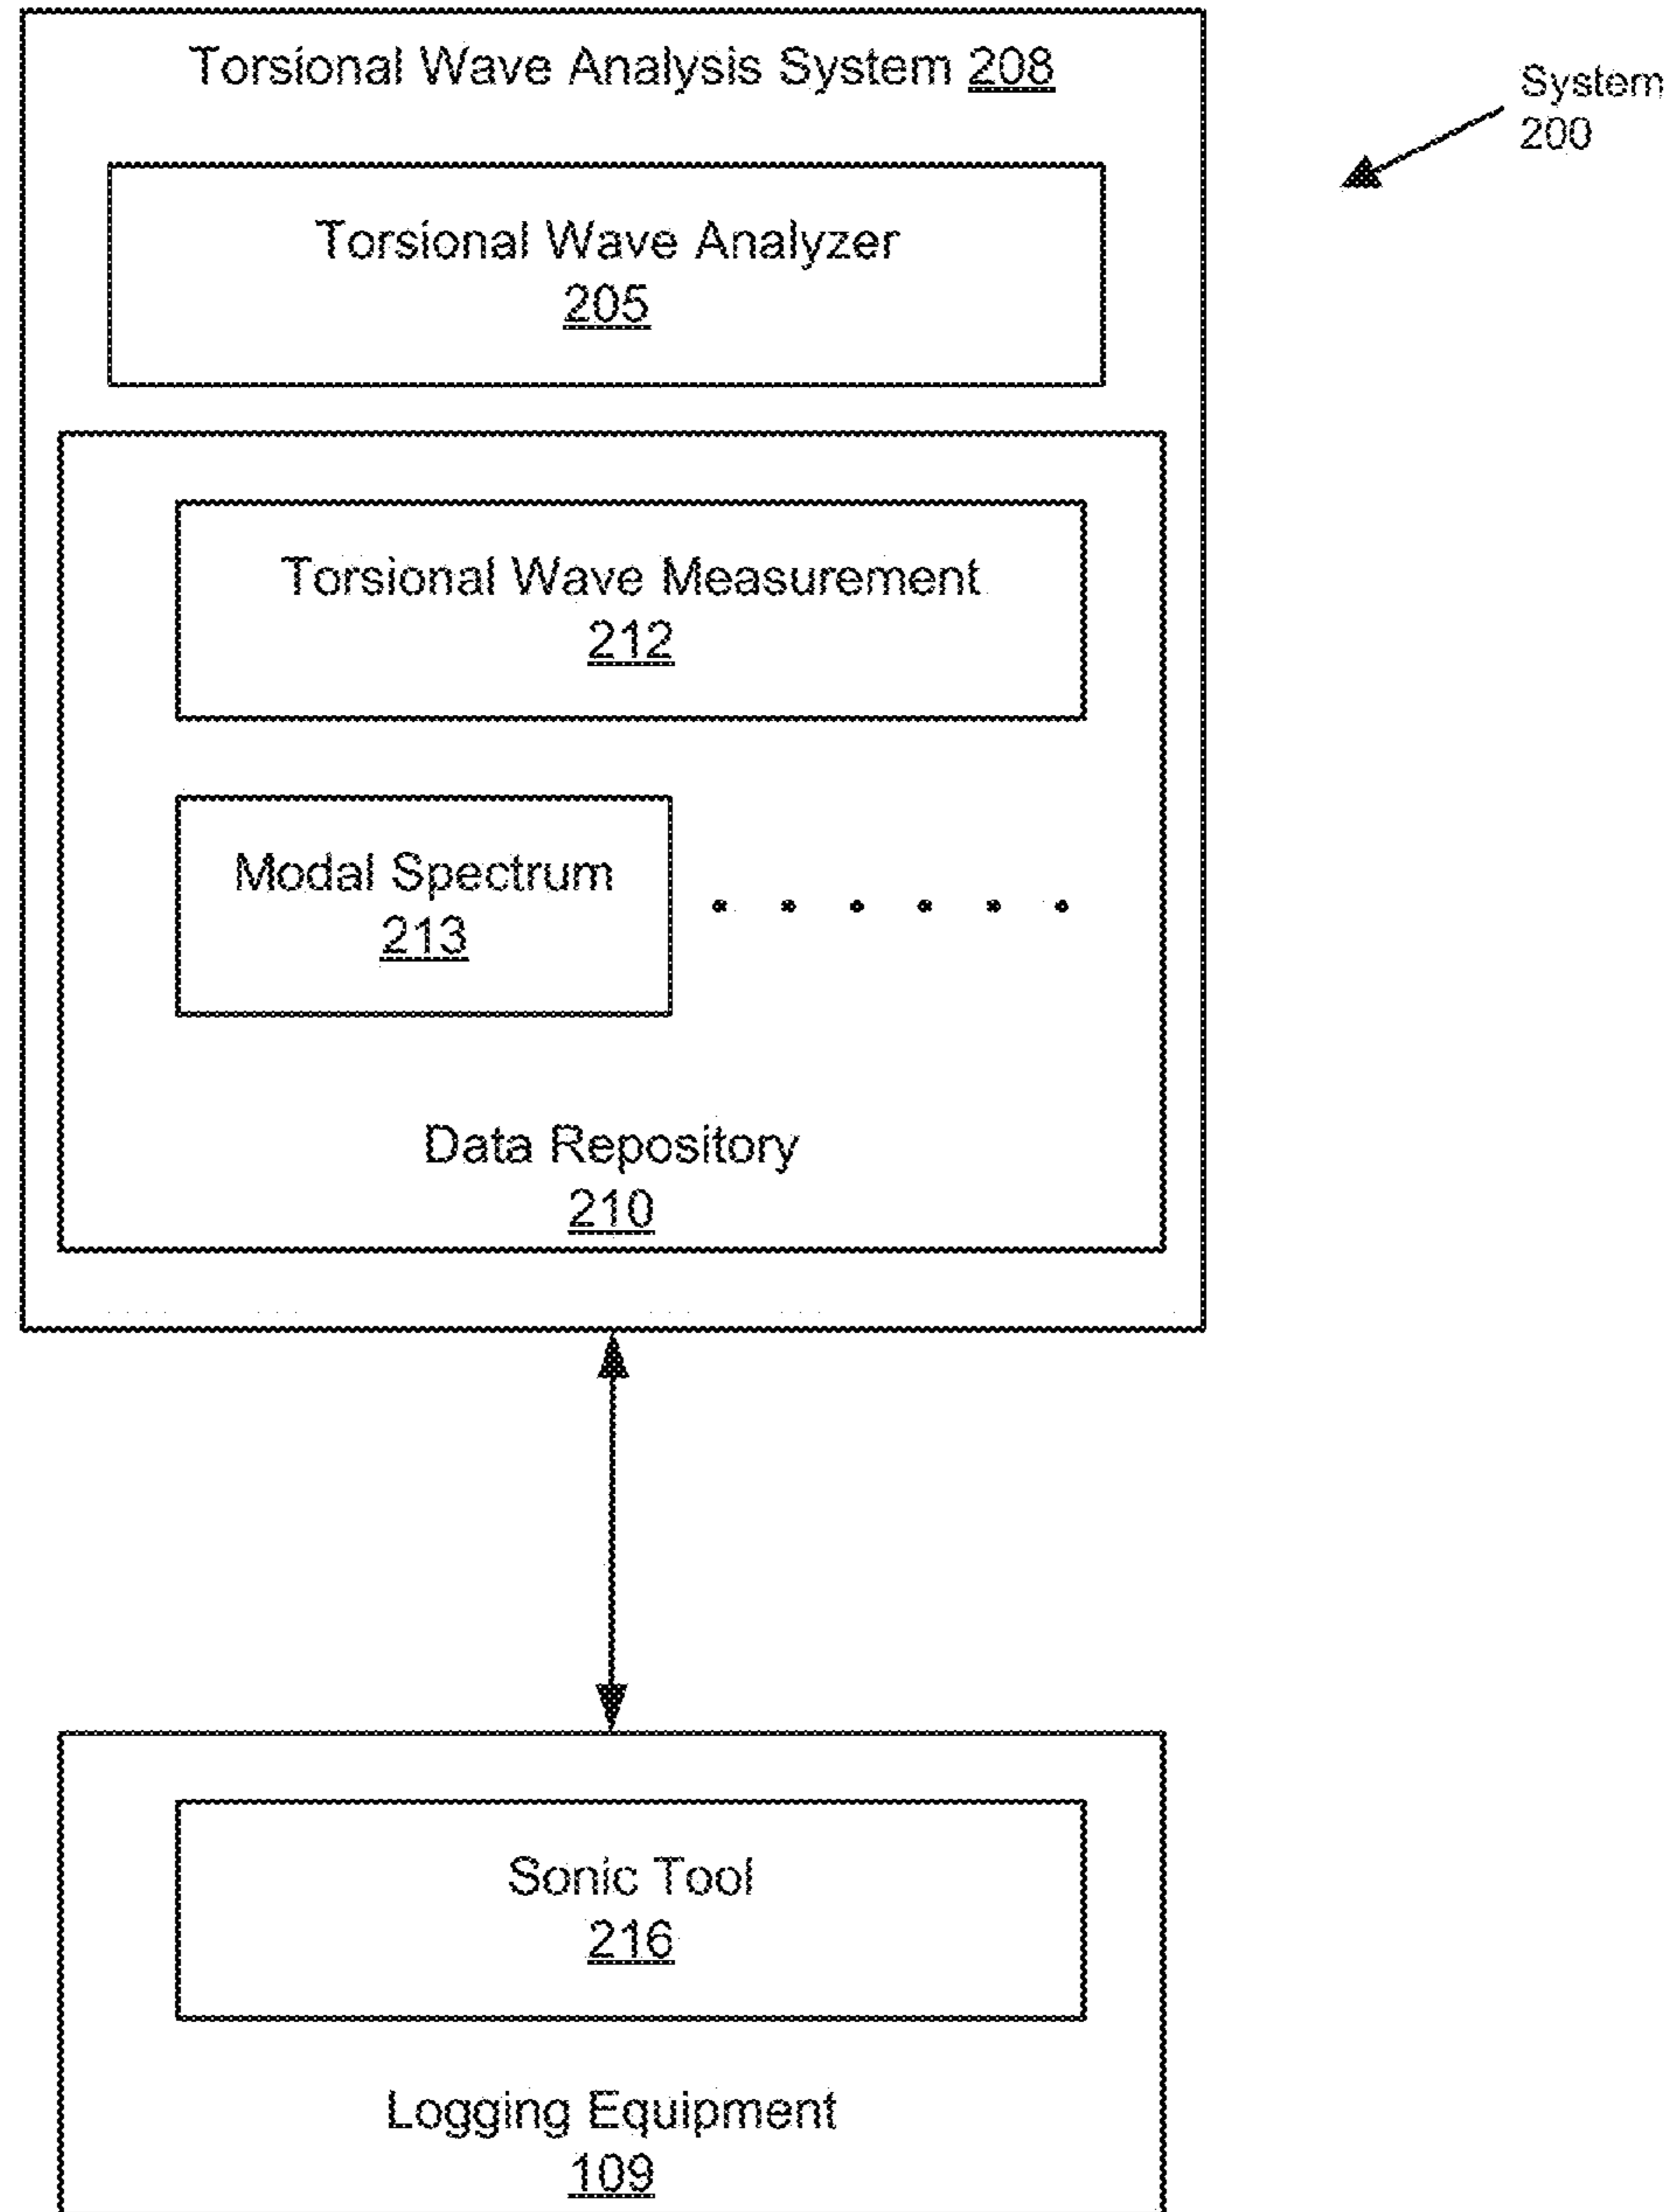 Torsional Wave Analysis System 208
System
200
Torsional Wave Analyzer
205
Torsional Wave Measurement
212
Modal Spectrum
213
Data Repository
210
Sonic Tool
216
Logging Equipment
109